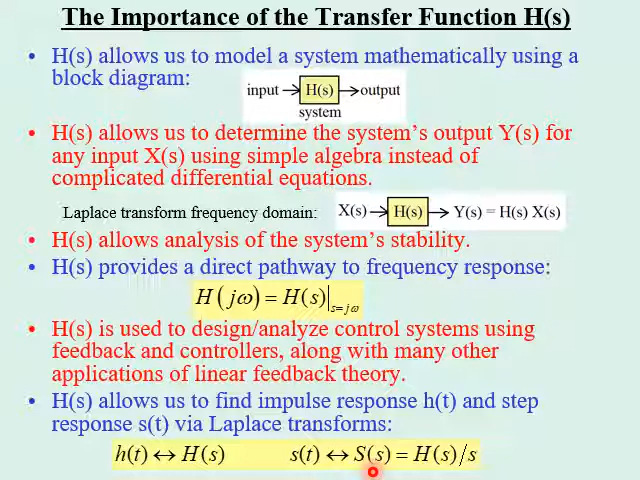 The Importance of the Transfer Function H(s)
• H(s) allows us to model a system mathematically using a
block diagram:
input → H(s) → output
system
• H(s) allows us to determine the system's output Y(s) for
any input X(s) using simple algebra instead of
complicated differential equations.
Laplace transform frequency domain: X(s) → H(s) → Y(s) = H(s) X(s)
• H(s) allows analysis of the system's stability.
• H(s) provides a direct pathway to frequency response:
H(jω) = H(s)|s=jω
• H(s) is used to design/analyze control systems using
feedback and controllers, along with many other
applications of linear feedback theory.
• H(s) allows us to find impulse response h(t) and step
response s(t) via Laplace transforms:
h(t) ↔ H(s) s(t) ↔ S(s) = H(s)/s